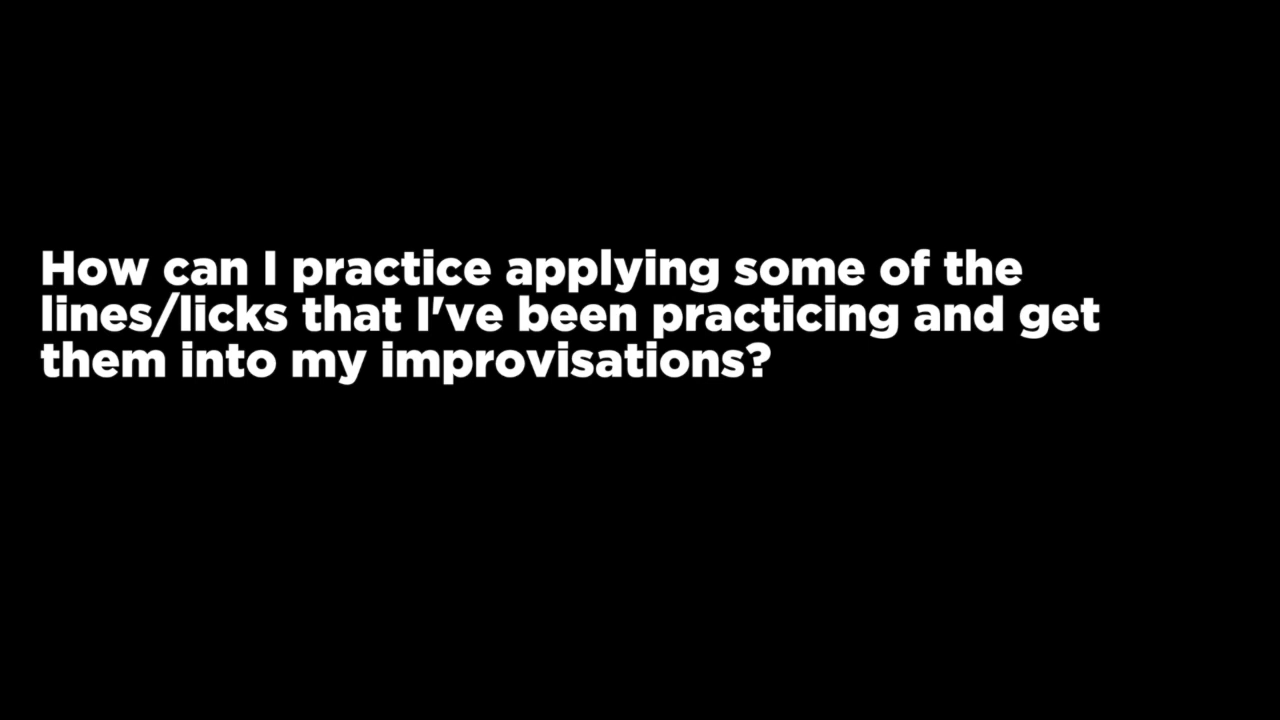 How can I practice applying some of the
lines/licks that I've been practicing and get
them into my improvisations?